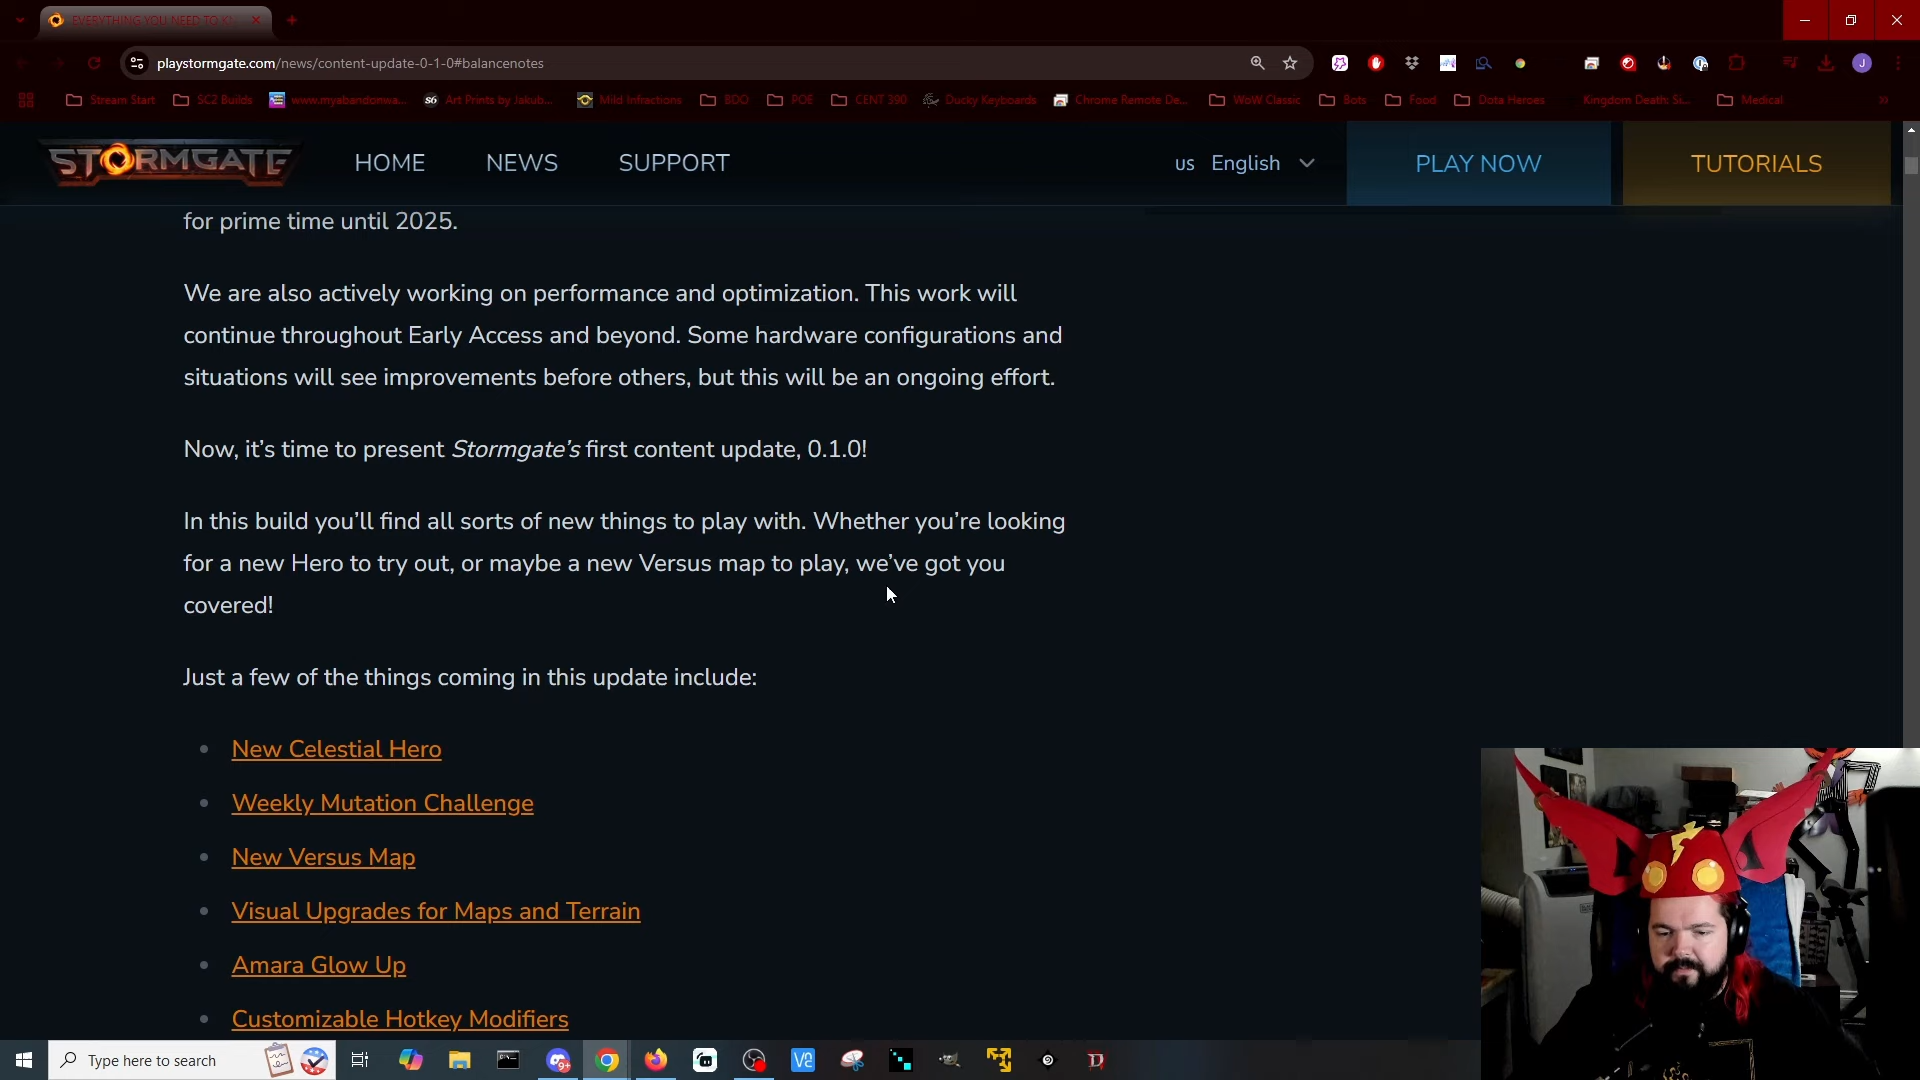 EVERYTHING YOU NEED TO K
playstormgate.com/news/content-update-0-1-0#balancenotes
Stream Start
SC2 Builds
www.myabandonwa...
Art Prints by Jakub...
Mild Infractions
BDO
POE
CENT 390
Ducky Keyboards
Chrome Remote De...
WoW Classic
Bots
Food
Dota Heroes
Kingdom Death: Si...
Medical
STORMGATE
HOME
NEWS
SUPPORT
us English
PLAY NOW
TUTORIALS
for prime time until 2025.
We are also actively working on performance and optimization. This work will
continue throughout Early Access and beyond. Some hardware configurations and
situations will see improvements before others, but this will be an ongoing effort.
Now, it’s time to present Stormgate’s first content update, 0.1.0!
In this build you’ll find all sorts of new things to play with. Whether you’re looking
for a new Hero to try out, or maybe a new Versus map to play, we’ve got you
covered!
Just a few of the things coming in this update include:
New Celestial Hero
Weekly Mutation Challenge
New Versus Map
Visual Upgrades for Maps and Terrain
Amara Glow Up
Customizable Hotkey Modifiers
Type here to search